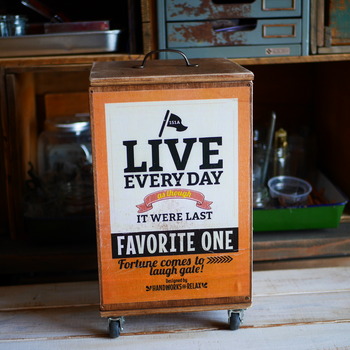 111A
LIVE
EVERY DAY
as though
IT WERE LAST
FAVORITE ONE
Fortune comes to
laugh gate!
Designed by
HANDWORKS RELAX